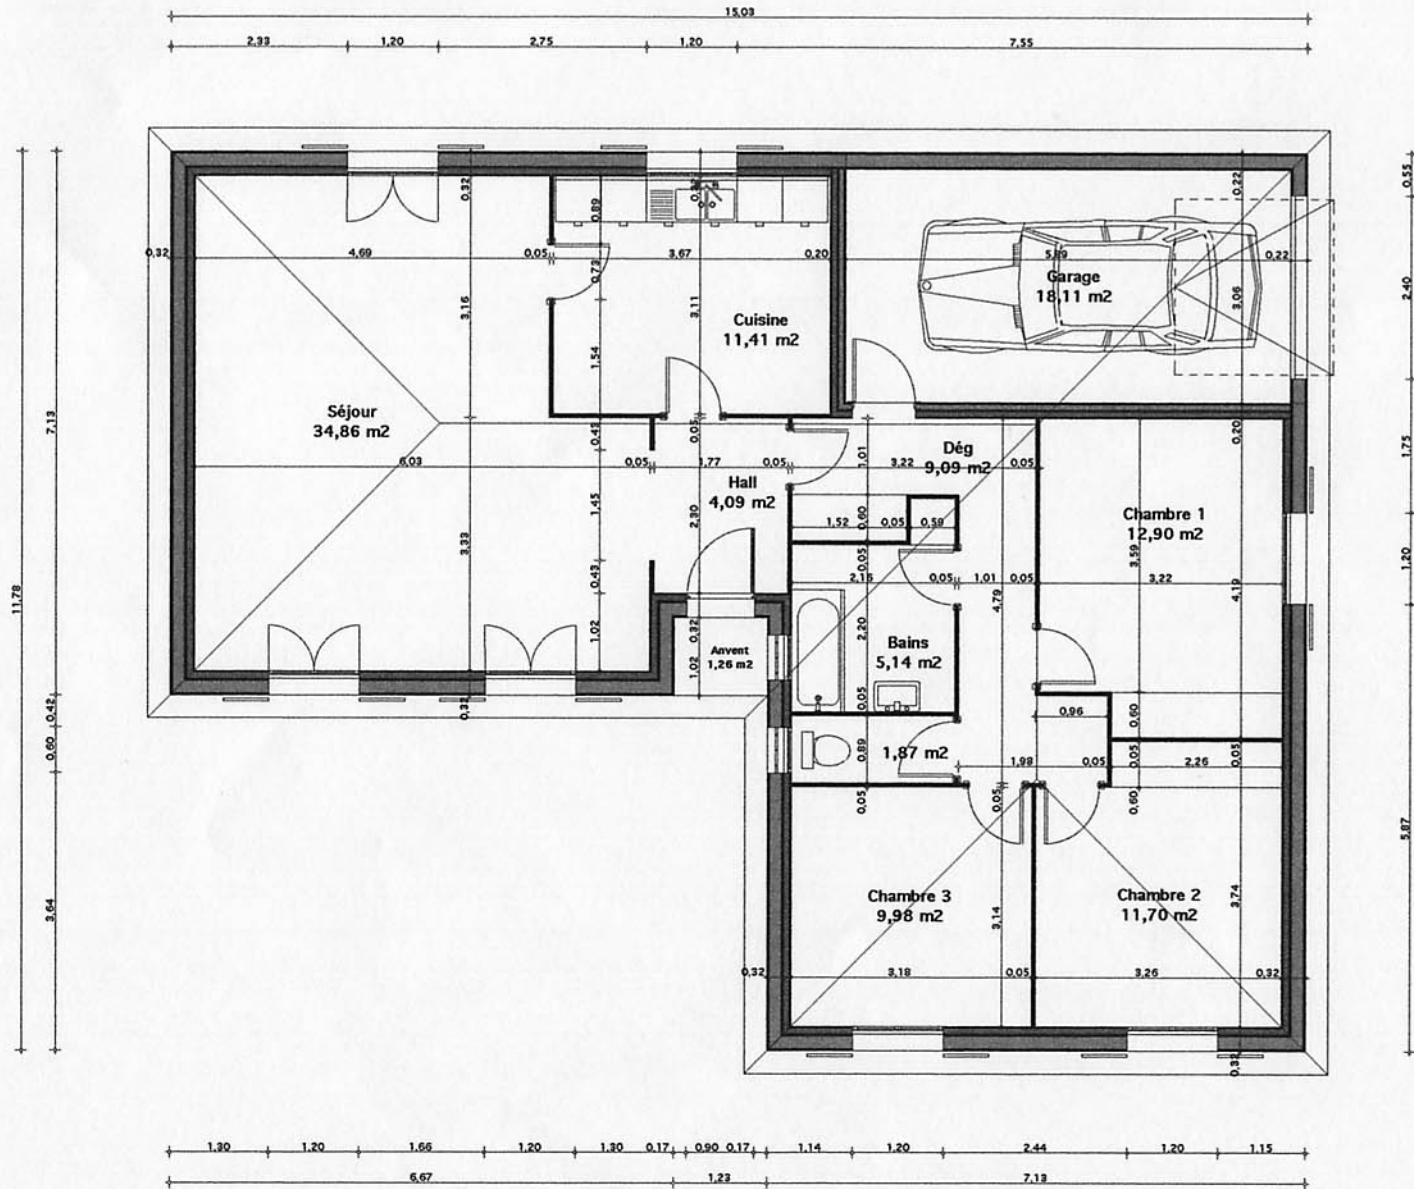 15,03
2,33 1,20 2,75 1,20 7,55
0,32 0,32 0,22 0,55
0,89
0,32 4,69 0,05 3,67 0,20 0,22
0,73
3,16 3,11 3,06 2,40
Garage
18,11 m2
Cuisine
11,41 m2
1,54
Séjour
34,86 m2
7,13
0,43 0,05 0,20 1,75
6,03 0,05 1,77 0,05 1,01 3,22 0,05
Dég
9,09 m2
Hall
4,09 m2
1,45 2,30 0,60
1,52 0,05 0,59
Chambre 1
12,90 m2
3,33 3,59 1,20
0,43 0,05
2,16 0,05 1,01 0,05 3,22
11,78 4,79 4,19
1,02 0,32 2,20
Bains
5,14 m2
Anvent
1,26 m2
1,02
0,42 0,32 0,05 0,96 0,60
0,60 0,89 1,87 m2 0,05 0,05
1,98 0,05 2,26
0,05 0,05 0,60
5,87
Chambre 3
9,98 m2
Chambre 2
11,70 m2
3,64 3,14 3,74
0,32 3,18 0,05 3,26 0,32
0,32
1,30 1,20 1,66 1,20 1,30 0,17 0,90 0,17 1,14 1,20 2,44 1,20 1,15
6,67 1,23 7,13